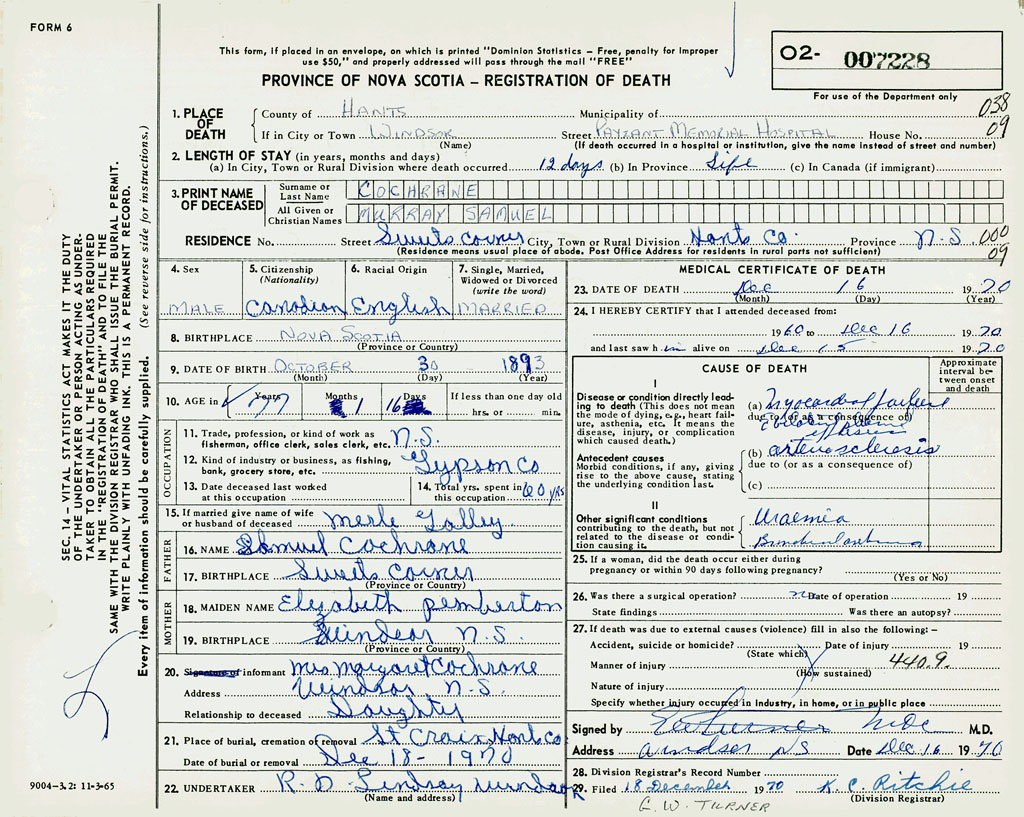 FORM 6
This form, if placed in an envelope, on which is printed "Dominion Statistics – Free, penalty for improper
use $50," and properly addressed will pass through the mail "FREE"
PROVINCE OF NOVA SCOTIA – REGISTRATION OF DEATH
O2- 007228
For use of the Department only
038
09
1. PLACE OF DEATH
County of HANTS Municipality of
If in City or Town WINDSOR Street PAYZANT MEMORIAL HOSPITAL House No.
(Name) (If death occurred in a hospital or institution, give the name instead of street and number)
2. LENGTH OF STAY (in years, months and days)
(a) In City, Town or Rural Division where death occurred 12 days (b) In Province Life (c) In Canada (if immigrant)
3. PRINT NAME OF DECEASED
Surname or Last Name COCHRANE
All Given or Christian Names MURRAY SAMUEL
RESIDENCE No. Street Sweets Corner City, Town or Rural Division Hants Co. Province N.S.
(Residence means usual place of abode. Post Office Address for residents in rural parts not sufficient)
000
09
4. Sex MALE
5. Citizenship (Nationality) Canadian
6. Racial Origin English
7. Single, Married, Widowed or Divorced (write the word) MARRIED
8. BIRTHPLACE NOVA SCOTIA
(Province or Country)
9. DATE OF BIRTH OCTOBER 30 1893
(Month) (Day) (Year)
10. AGE in Years 77 Months 1 Days 16 If less than one day old
hrs. or min.
OCCUPATION
11. Trade, profession, or kind of work as fisherman, office clerk, sales clerk, etc. N.S.
12. Kind of industry or business, as fishing, bank, grocery store, etc. Gypson Co
13. Date deceased last worked at this occupation
14. Total yrs. spent in this occupation 60 yrs
15. If married give name of wife or husband of deceased Merle
FATHER
16. NAME Samuel Cochrane
17. BIRTHPLACE Sweets Corner
(Province or Country)
MOTHER
18. MAIDEN NAME Elizabeth pemberton
19. BIRTHPLACE Windsor N.S.
(Province or Country)
20. Signature of informant Mrs Margaret Cochrane
Address Windsor N.S.
Relationship to deceased Daughty
21. Place of burial, cremation or removal St Croix Hants Co
Date of burial or removal Dec 18 - 1970
22. UNDERTAKER R. D. Lindsay Windsor
(Name and address)
MEDICAL CERTIFICATE OF DEATH
23. DATE OF DEATH Dec 16 1970
(Month) (Day) (Year)
24. I HEREBY CERTIFY that I attended deceased from:
1960 to Dec 16 1970
and last saw him alive on Dec 15 1970
CAUSE OF DEATH
Approximate interval between onset and death
I
Disease or condition directly leading to death (This does not mean the mode of dying, e.g., heart failure, asthenia, etc. It means the disease, injury, or complication which caused death.)
(a) Myocardial failure
due to (or as a consequence of)
Antecedent causes
Morbid conditions, if any, giving rise to the above cause, stating the underlying condition last.
(b) arteriosclerosis
due to (or as a consequence of)
(c)
II
Other significant conditions contributing to the death, but not related to the disease or condition causing it.
Uraemia
25. If a woman, did the death occur either during pregnancy or within 90 days following pregnancy?
(Yes or No)
26. Was there a surgical operation? no Date of operation 19
State findings Was there an autopsy?
27. If death was due to external causes (violence) fill in also the following: –
Accident, suicide or homicide? Date of injury 19
(State which)
440.9.
Manner of injury
(How sustained)
Nature of injury
Specify whether injury occurred in industry, in home, or in public place
Signed by M.D.
Address Windsor NS Date Dec 16 1970
28. Division Registrar's Record Number
29. Filed 18 December 1970 K. C. Ritchie
(Division Registrar)
G. W. TURNER
SEC. 14 – VITAL STATISTICS ACT MAKES IT THE DUTY
OF THE UNDERTAKER OR PERSON ACTING AS UNDER-
TAKER TO OBTAIN ALL THE PARTICULARS REQUIRED
IN THE "REGISTRATION OF DEATH" AND TO FILE THE
SAME WITH THE DIVISION REGISTRAR WHO SHALL ISSUE THE BURIAL PERMIT.
WRITE PLAINLY WITH UNFADING INK. THIS IS A PERMANENT RECORD.
Every item of information should be carefully supplied. (See reverse side for instructions.)
9004–3.2: 11-3-65